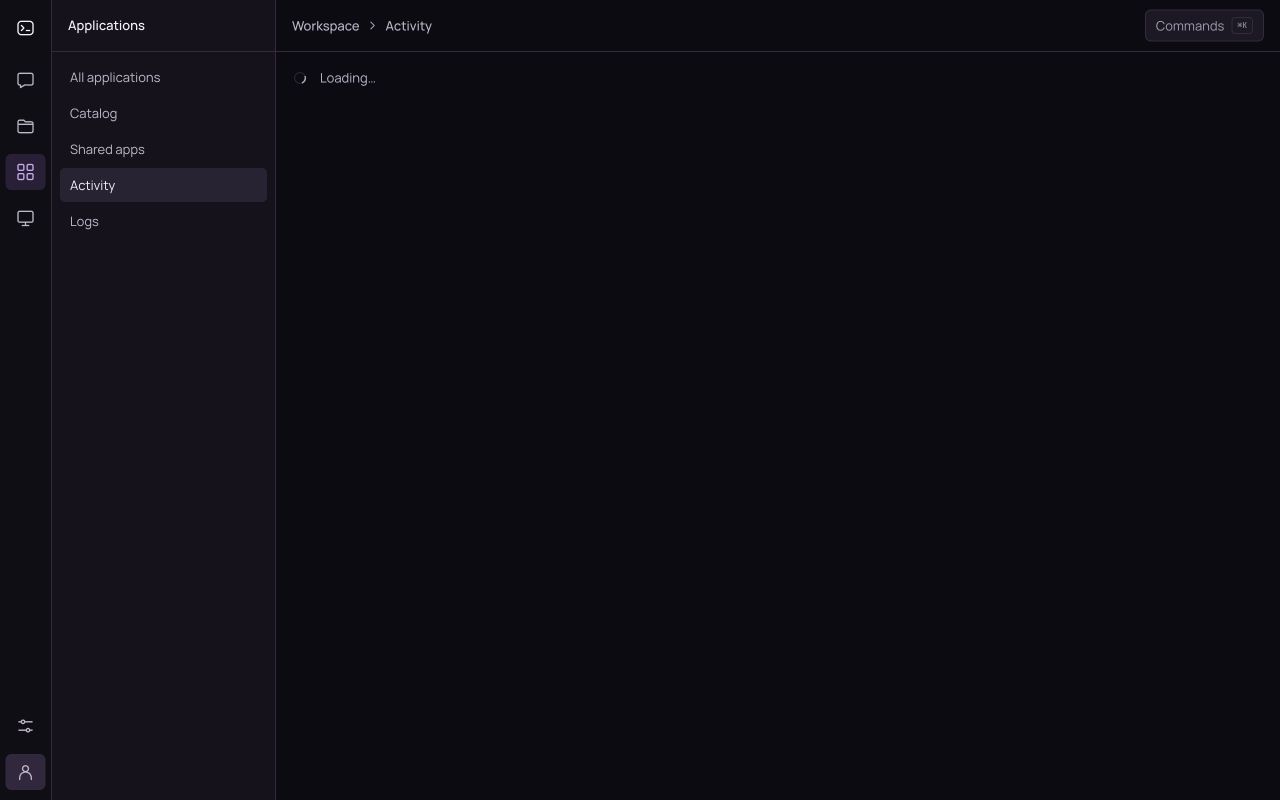 Applications
Workspace > Activity
Commands ⌘K
All applications
Loading...
Catalog
Shared apps
Activity
Logs